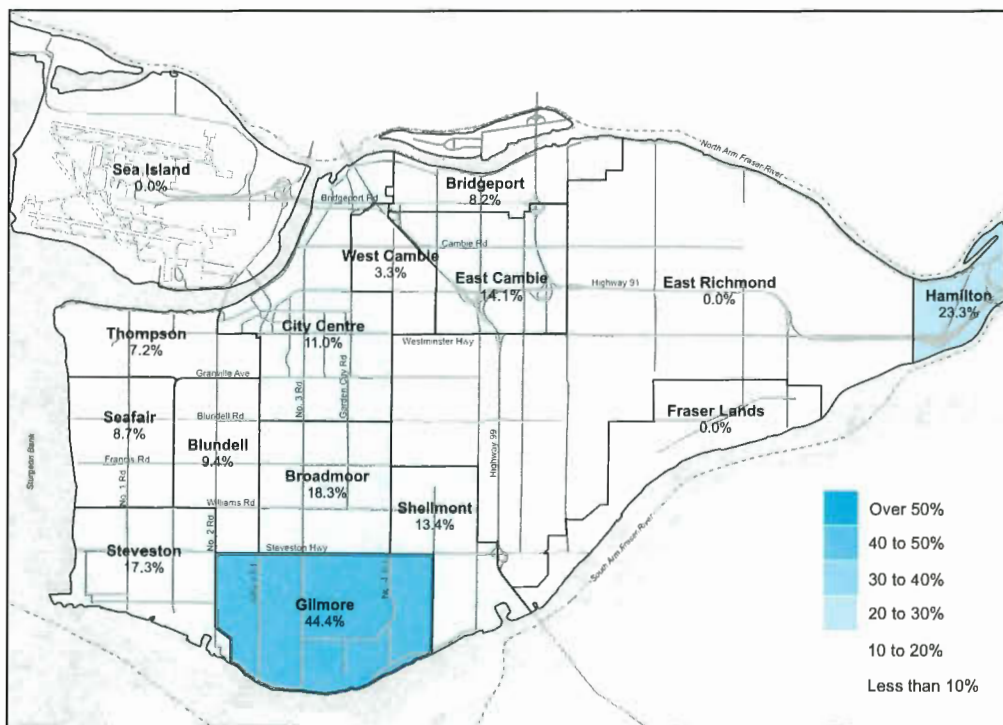 North Arm Fraser River
Sea Island
0.0%
Bridgeport
8.2%
Bridgeport Rd
Cambie Rd
West Cambie
3.3%
East Cambie
14.1%
Highway 91
East Richmond
0.0%
Hamilton
23.3%
Thompson
7.2%
City Centre
11.0%
Westminster Hwy
Granville Ave
No. 3 Rd
Garden City Rd
Seafair
8.7%
Blundell Rd
Fraser Lands
0.0%
Blundell
9.4%
Francis Rd
Highway 99
Sturgeon Bank
No. 1 Rd
Broadmoor
18.3%
Williams Rd
Shellmont
13.4%
No. 2 Rd
Steveston
17.3%
Steveston Hwy
South Arm Fraser River
Gilmore
44.4%
Over 50%
40 to 50%
30 to 40%
20 to 30%
10 to 20%
Less than 10%